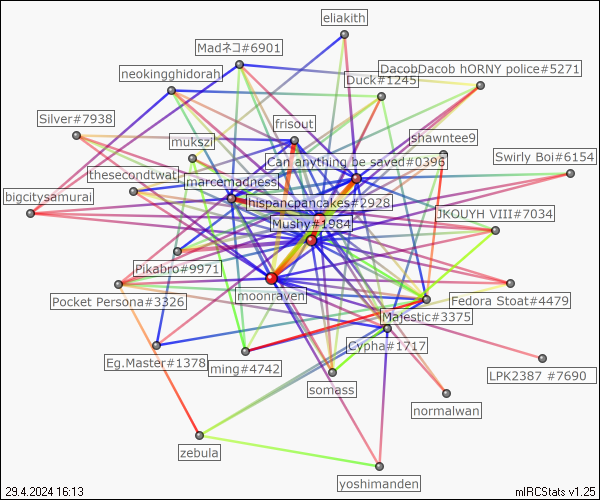 eliakith
Madネコ#6901
DacobDacob hORNY police#5271
neokingghidorah
Duck#1245
Silver#7938
frisout
mukszi
shawntee9
Can anything be saved#0396
Swirly Boi#6154
thesecondtwat
marcemadness
bigcitysamurai
hispancpancakes#2928
JKOUYH VIII#7034
Mushy#1984
Pikabro#9971
moonraven
Pocket Persona#3326
Fedora Stoat#4479
Majestic#3375
Cypha#1717
Eg.Master#1378
ming#4742
LPK2387 #7690
somass
normalwan
zebula
yoshimanden
29.4.2024 16:13
mIRCStats v1.25